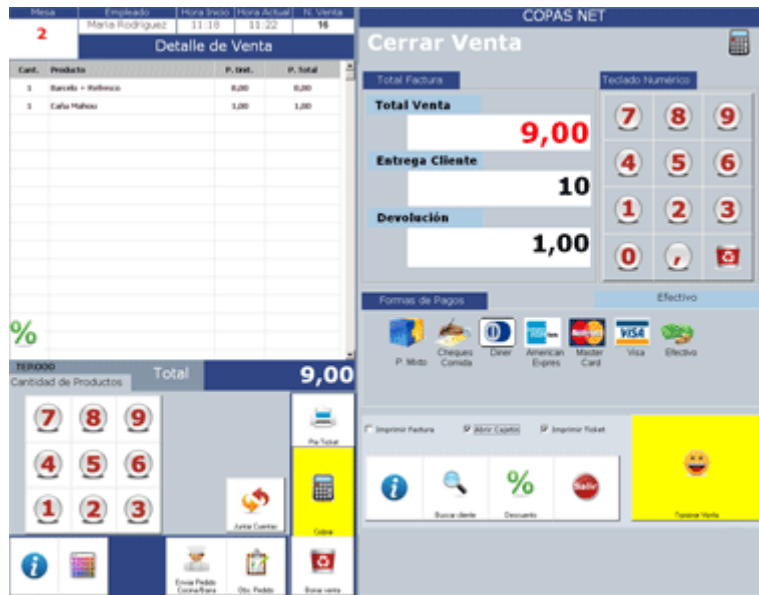 Mesa Empleado Hora Inicio Hora Actual N. Venta
2 Maria Rodriguez 11:18 11:22 16
Detalle de Venta
Cant. Producto P. Unit. P. Total
1 Barcelo + Refresco 8,00 8,00
1 Caña Mahou 1,00 1,00
%
TER000
Cantidad de Productos
Total 9,00
7 8 9
4 5 6
1 2 3
Pre Ticket
Juntar Cuentas
Cobrar
Enviar Pedido
Cocina/Barra
Obs. Pedido
Borrar venta
COPAS NET
Cerrar Venta
Total Factura
Total Venta
9,00
Entrega Cliente
10
Devolución
1,00
Teclado Numérico
7 8 9
4 5 6
1 2 3
0 ,
Formas de Pagos
Efectivo
P. Mixto
Cheques
Comida
Diner
American
Expres
Master
Card
VISA
Visa
Efectivo
Imprimir Factura
Abrir Cajón
Imprimir Ticket
Buscar cliente
%
Descuento
Salir
Terminar Venta